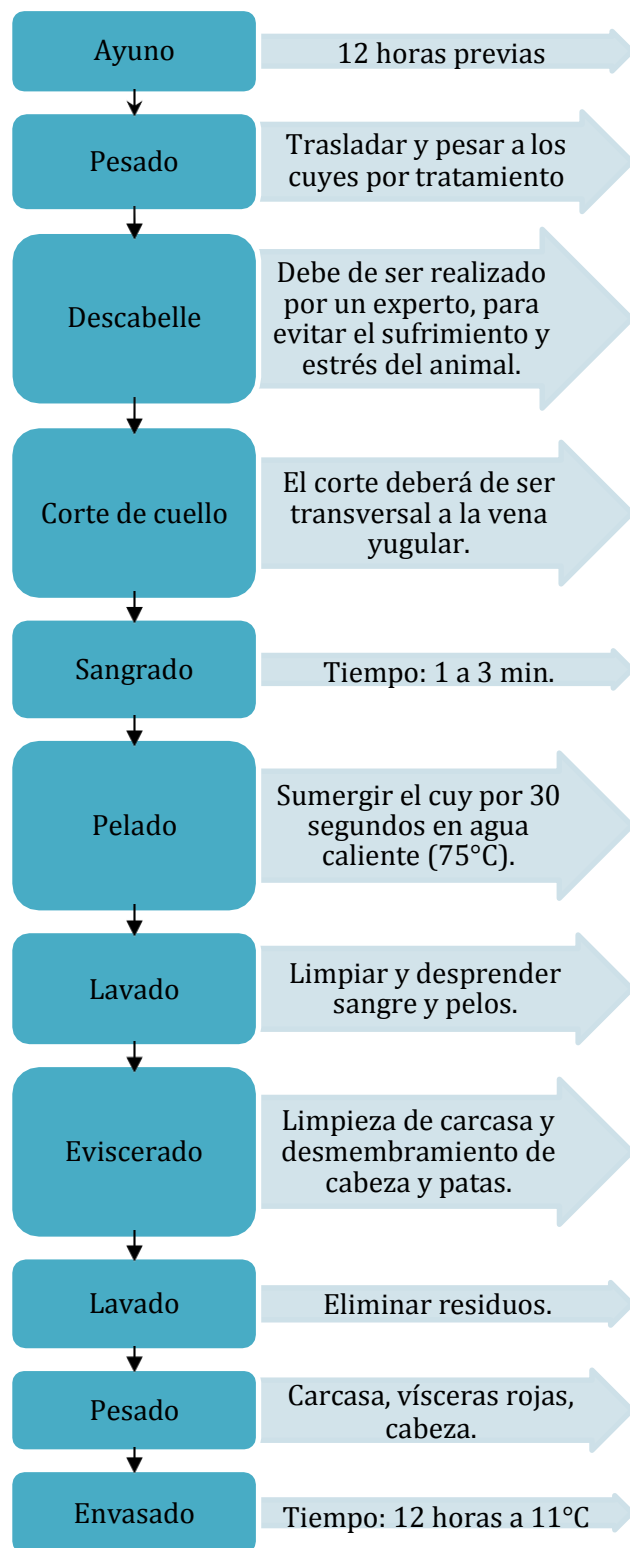 Ayuno
12 horas previas
Pesado
Trasladar y pesar a los
cuyes por tratamiento
Descabelle
Debe de ser realizado
por un experto, para
evitar el sufrimiento y
estrés del animal.
Corte de cuello
El corte deberá de ser
transversal a la vena
yugular.
Sangrado
Tiempo: 1 a 3 min.
Pelado
Sumergir el cuy por 30
segundos en agua
caliente (75°C).
Lavado
Limpiar y desprender
sangre y pelos.
Eviscerado
Limpieza de carcasa y
desmembramiento de
cabeza y patas.
Lavado
Eliminar residuos.
Pesado
Carcasa, vísceras rojas,
cabeza.
Envasado
Tiempo: 12 horas a 11°C